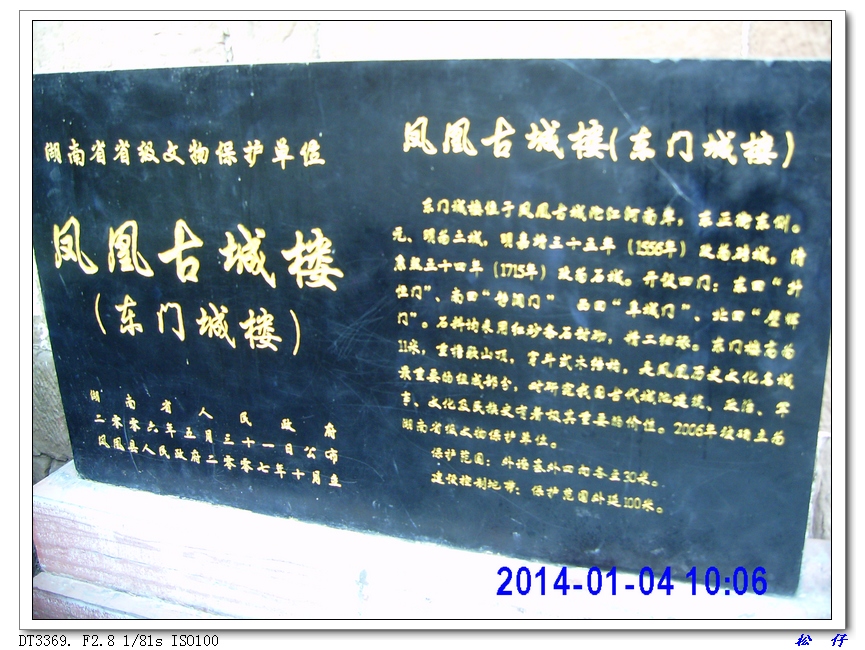 湖南省省级文物保护单位
凤凰古城楼
(东门城楼)
湖南省人民政府
二零零六年五月三十一日公布
凤凰县人民政府二零零七年十月立
凤凰古城楼(东门城楼)
东门城楼位于凤凰古城沱江河南岸，东正街东侧。
元、明为土城，明嘉靖三十五年（1556年）改为砖城，清
康熙五十四年（1715年）改为石城。开设四门：东曰“升
恒门”、南曰“静澜门” 西曰“阜城门”、北曰“壁辉
门”。石料均采用红砂条石砌筑，精工细琢。东门楼高为
11米，重檐歇山顶，穿斗式木结构，是凤凰历史文化名城
最重要的组成部分，对研究我国古代城池建设、政治、军
事、文化及民族史有着极其重要的价值。2006年被确立为
湖南省级文物保护单位。
保护范围：外墙基外四向各至30米。
建设控制地带：保护范围外延100米。
2014-01-04 10:06
DT3369. F2.8 1/81s ISO100
松 仔